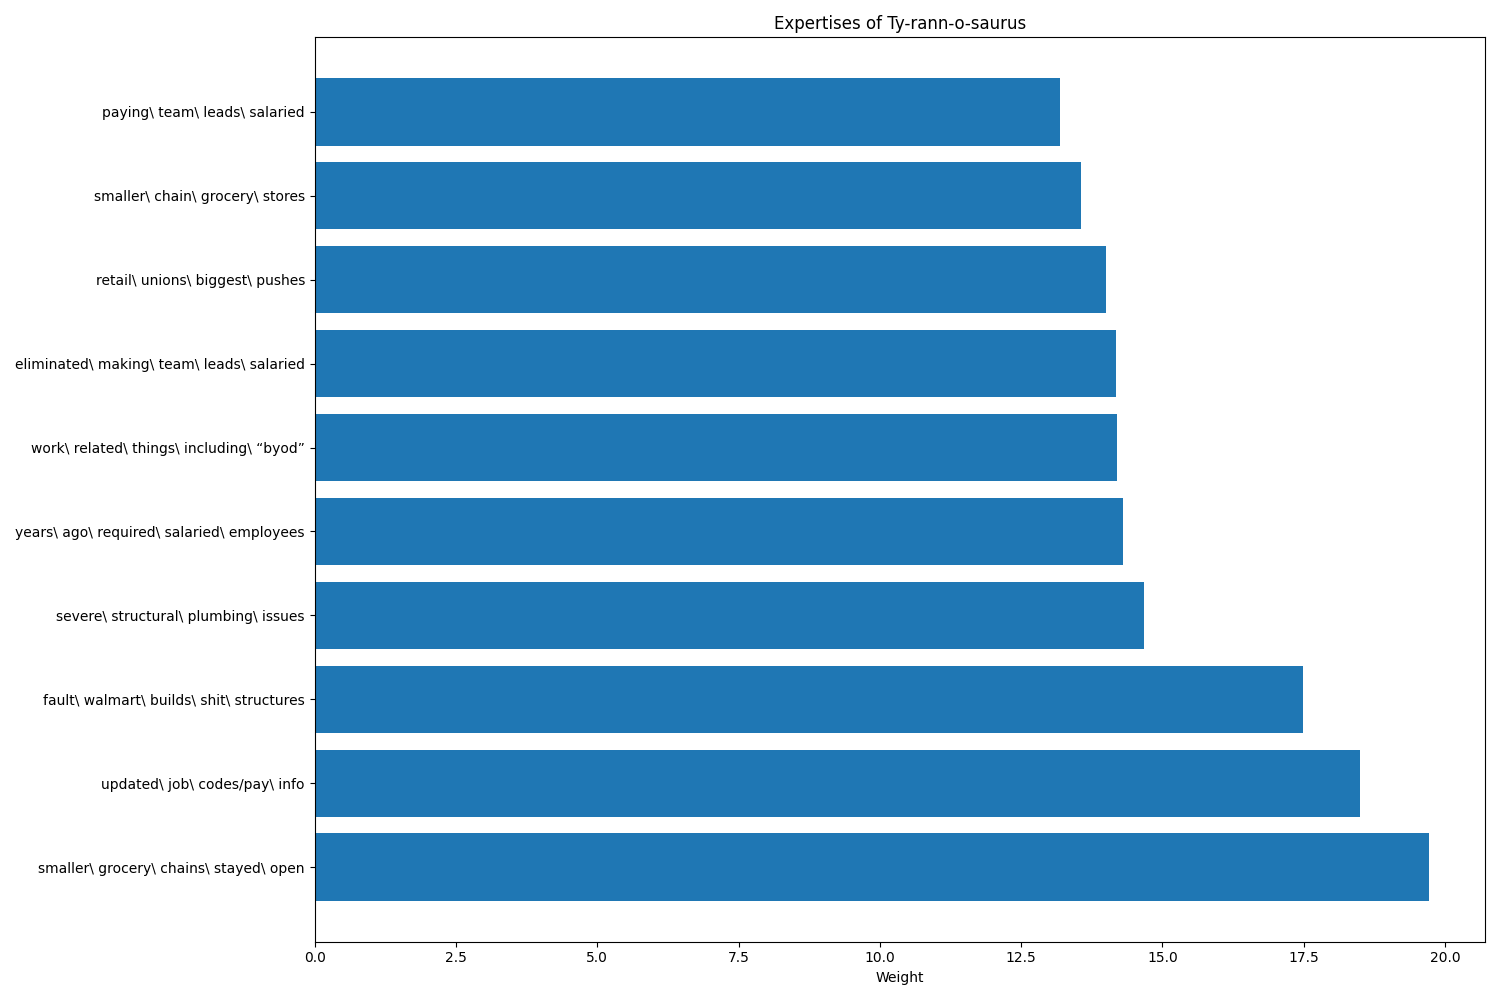 Expertises of Ty-rann-o-saurus
paying\ team\ leads\ salaried
smaller\ chain\ grocery\ stores
retail\ unions\ biggest\ pushes
eliminated\ making\ team\ leads\ salaried
work\ related\ things\ including\ “byod”
years\ ago\ required\ salaried\ employees
severe\ structural\ plumbing\ issues
fault\ walmart\ builds\ shit\ structures
updated\ job\ codes/pay\ info
smaller\ grocery\ chains\ stayed\ open
0.0 2.5 5.0 7.5 10.0 12.5 15.0 17.5 20.0
Weight